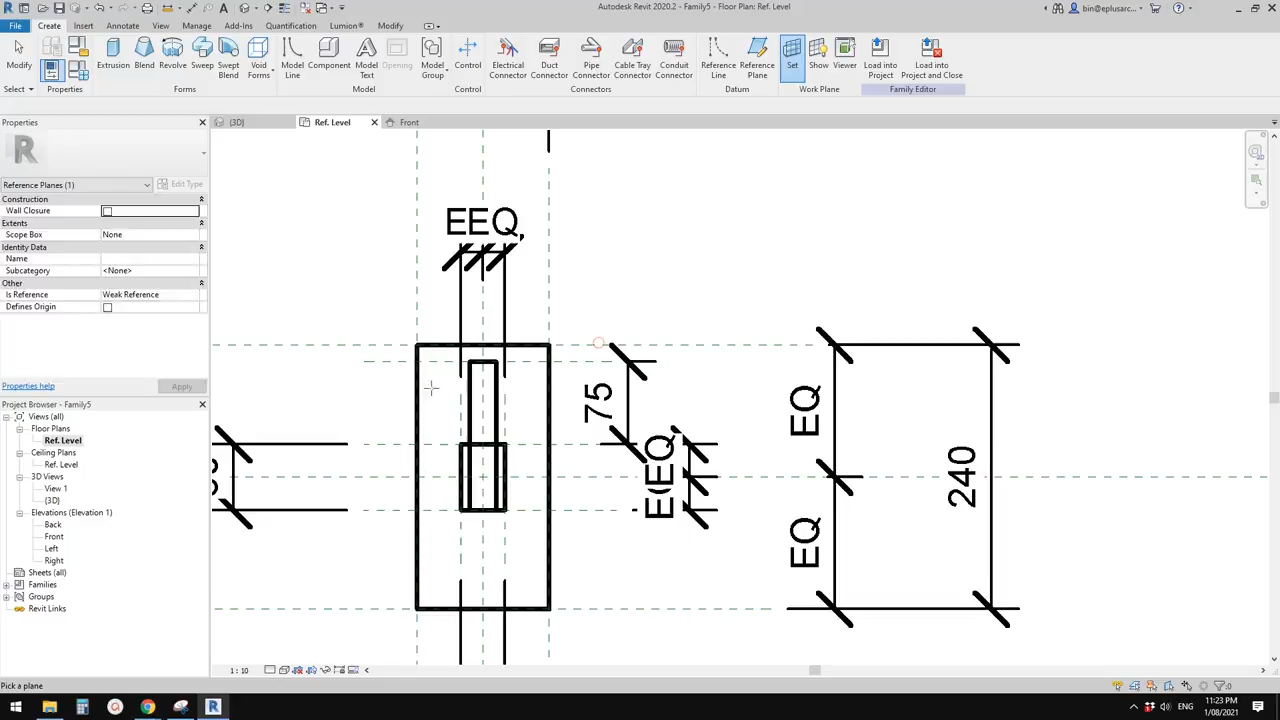 Autodesk Revit 2020.2 - Family5 - Floor Plan: Ref. Level
bin@eplusarc...
File Create Insert Annotate View Manage Add-Ins Quantification Lumion® Modify
Modify Extrusion Blend Revolve Sweep Swept Blend Void Forms Model Line Component Model Text Opening Model Group Control Electrical Connector Duct Connector Pipe Connector Cable Tray Connector Conduit Connector Reference Line Reference Plane Set Show Viewer Load into Project Load into Project and Close
Select Properties Forms Model Control Connectors Datum Work Plane Family Editor
Properties
{3D} Ref. Level Front
Reference Planes (1) Edit Type
Construction
Wall Closure
Extents
Scope Box None
Identity Data
Name
Subcategory <None>
Other
Is Reference Weak Reference
Defines Origin
Properties help Apply
Project Browser - Family5
Views (all)
Floor Plans
Ref. Level
Ceiling Plans
Ref. Level
3D Views
View 1
{3D}
Elevations (Elevation 1)
Back
Front
Left
Right
Sheets (all)
Families
Groups
Revit Links
EEQ
75
EQ
EQ
EQ
240
1 : 10
Pick a plane
:0
ENG
11:23 PM
1/08/2021